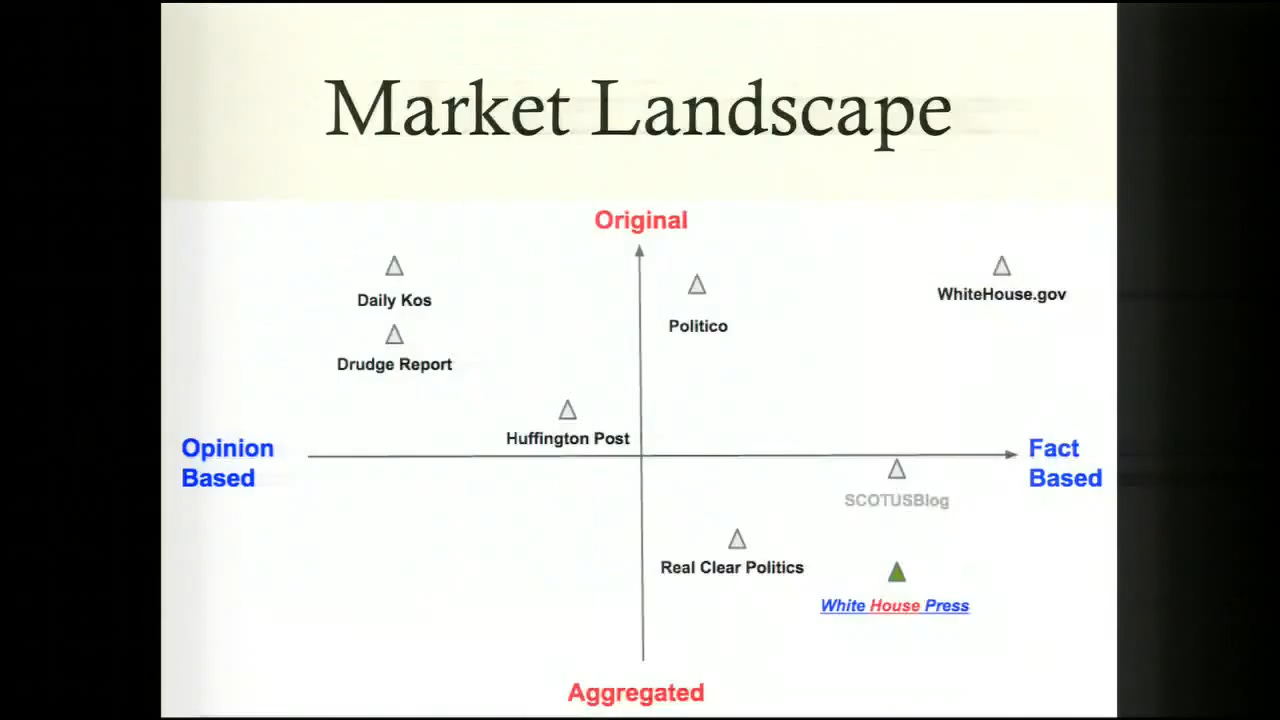 Market Landscape
Original
Daily Kos
Politico
WhiteHouse.gov
Drudge Report
Huffington Post
Opinion
Based
Fact
Based
SCOTUSBlog
Real Clear Politics
White House Press
Aggregated